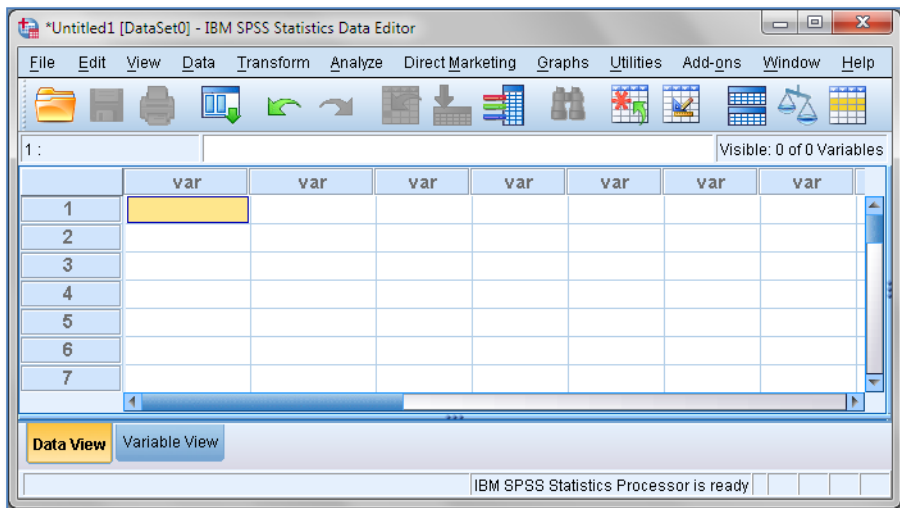 *Untitled1 [DataSet0] - IBM SPSS Statistics Data Editor
File Edit View Data Transform Analyze Direct Marketing Graphs Utilities Add-ons Window Help
1 :
Visible: 0 of 0 Variables
var var var var var var var
1
2
3
4
5
6
7
Data View Variable View
IBM SPSS Statistics Processor is ready